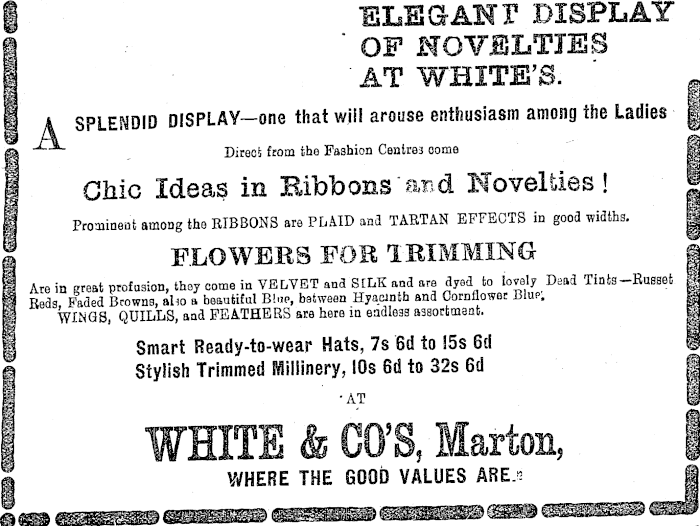 ELEGANT DISPLAY
OF NOVELTIES
AT WHITE'S.
A SPLENDID DISPLAY—one that will arouse enthusiasm among the Ladies
Direct from the Fashion Centres come
Chic Ideas in Ribbons and Novelties!
Prominent among the RIBBONS are PLAID and TARTAN EFFECTS in good widths.
FLOWERS FOR TRIMMING
Are in great profusion, they come in VELVET and SILK and are dyed to lovely Dead Tints—Russet
Reds, Faded Browns, also a beautiful Blue, between Hyacinth and Cornflower Blue,
WINGS, QUILLS, and FEATHERS are here in endless assortment.
Smart Ready-to-wear Hats, 7s 6d to 15s 6d
Stylish Trimmed Millinery, 10s 6d to 32s 6d
AT
WHITE & CO'S, Marton,
WHERE THE GOOD VALUES ARE.